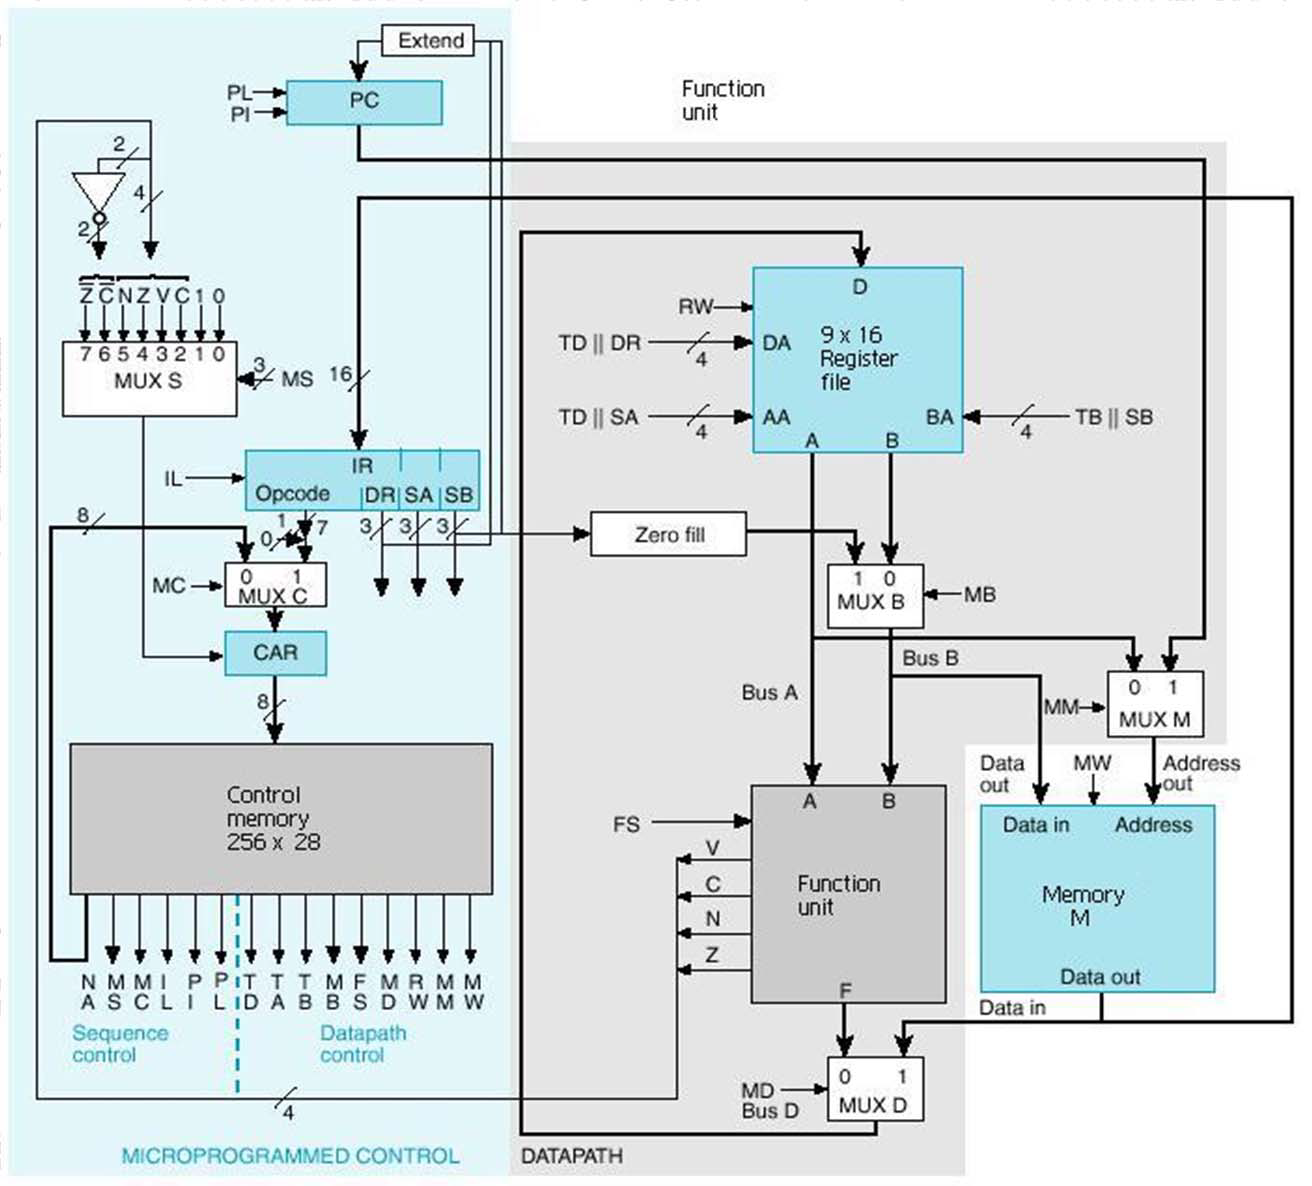 Extend
PL
PI
PC
Function
unit
2
4
2
Z̅ C̅ N Z V C 1 0
7 6 5 4 3 2 1 0
MUX S
3
MS
16
D
RW
TD || DR
4
DA
9 x 16
Register
file
TD || SA
4
AA
BA
4
TB || SB
A
B
IL
IR
Opcode
DR
SA
SB
8
1
0
7
3
3
3
Zero fill
MC
0
1
MUX C
1 0
MUX B
MB
CAR
Bus B
Bus A
8
0 1
MM
MUX M
Control
memory
256 x 28
Data
out
MW
Address
out
Data in
Address
A
B
FS
V
C
N
Z
Function
unit
F
Memory
M
Data out
Data in
N M M I P P T T T M F M R M M
A S C L I L D A B B S D W M W
Sequence
control
Datapath
control
4
0
1
MD
Bus D
MUX D
MICROPROGRAMMED CONTROL
DATAPATH